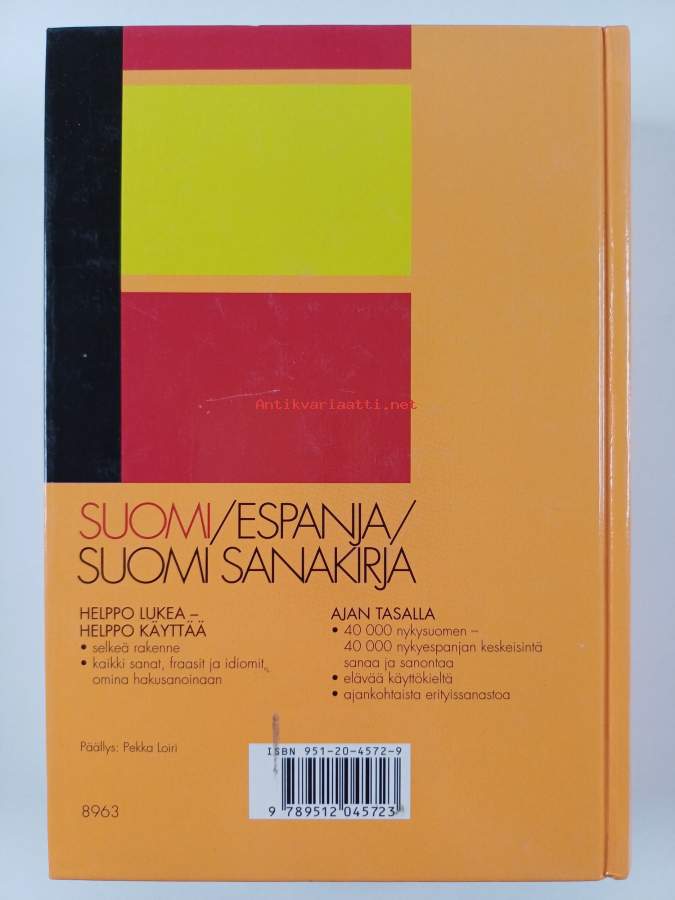 Antikvariaatti.net
SUOMI/ESPANJA/
SUOMI SANAKIRJA
HELPPO LUKEA –
HELPPO KÄYTTÄÄ
• selkeä rakenne
• kaikki sanat, fraasit ja idiomit
omina hakusanoinaan
AJAN TASALLA
• 40 000 nykysuomen –
40 000 nykyespanjan keskeisintä
sanaa ja sanontaa
• elävää käyttökieltä
• ajankohtaista erityissanastoa
Päällys: Pekka Loiri
8963
ISBN 951-20-4572-9
9 789512 045723